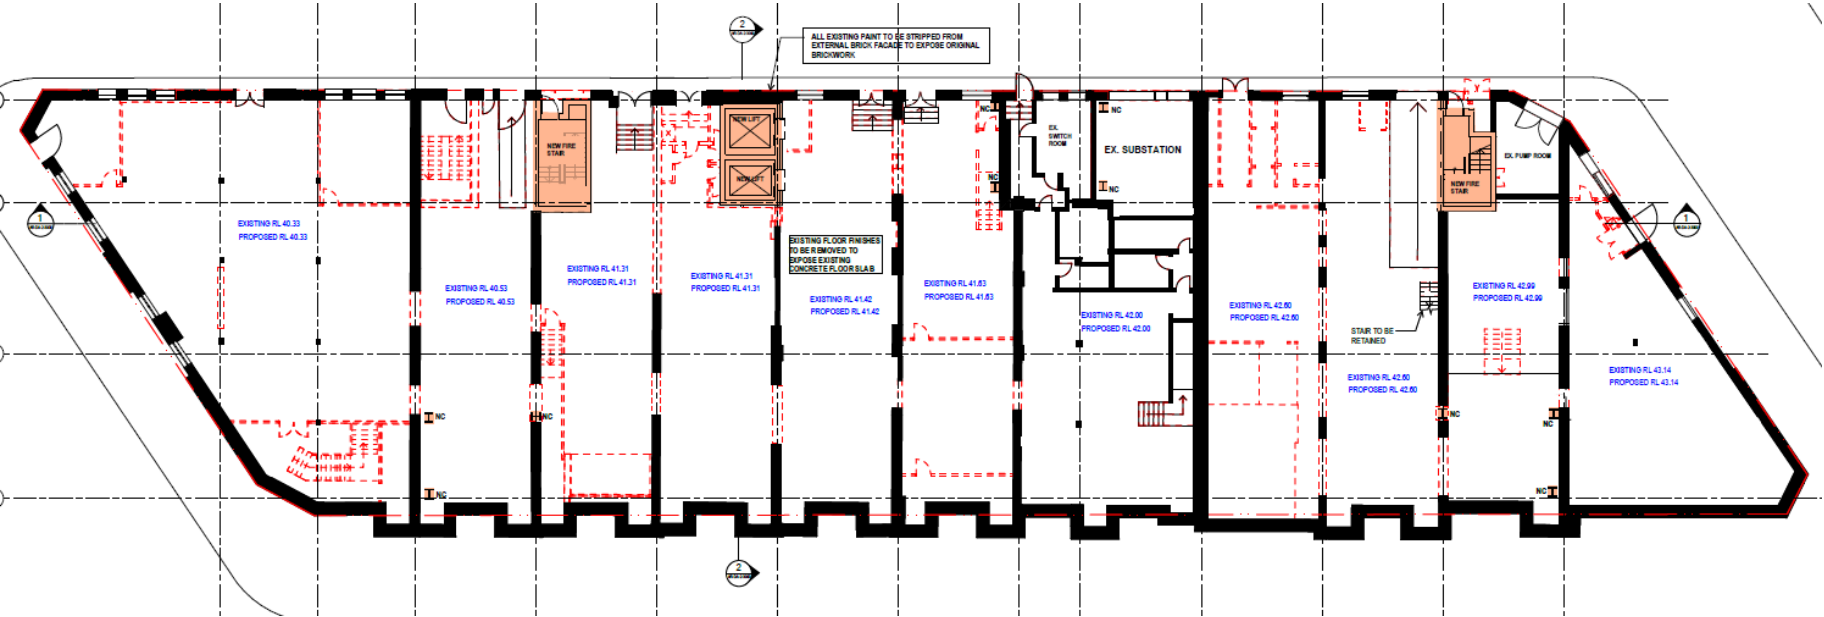 2
ALL EXISTING PAINT TO BE STRIPPED FROM
EXTERNAL BRICK FACADE TO EXPOSE ORIGINAL
BRICKWORK
NEW LIFT
NEW LIFT
NEW FIRE
STAIR
NC
NC
EX.
SWITCH
ROOM
NC
NC
EX. SUBSTATION
EX. PUMP ROOM
NEW FIRE
STAIR
1
1
EXISTING RL 40.33
PROPOSED RL 40.33
EXISTING FLOOR FINISHES
TO BE REMOVED TO
EXPOSE EXISTING
CONCRETE FLOOR SLAB
EXISTING RL 40.53
PROPOSED RL 40.53
EXISTING RL 41.31
PROPOSED RL 41.31
EXISTING RL 41.31
PROPOSED RL 41.31
EXISTING RL 41.42
PROPOSED RL 41.42
EXISTING RL 41.63
PROPOSED RL 41.63
EXISTING RL 42.00
PROPOSED RL 42.00
EXISTING RL 42.60
PROPOSED RL 42.60
EXISTING RL 42.99
PROPOSED RL 42.99
STAIR TO BE
RETAINED
EXISTING RL 42.60
PROPOSED RL 42.60
EXISTING RL 43.14
PROPOSED RL 43.14
NC
NC
NC
NC
NC
NC
2